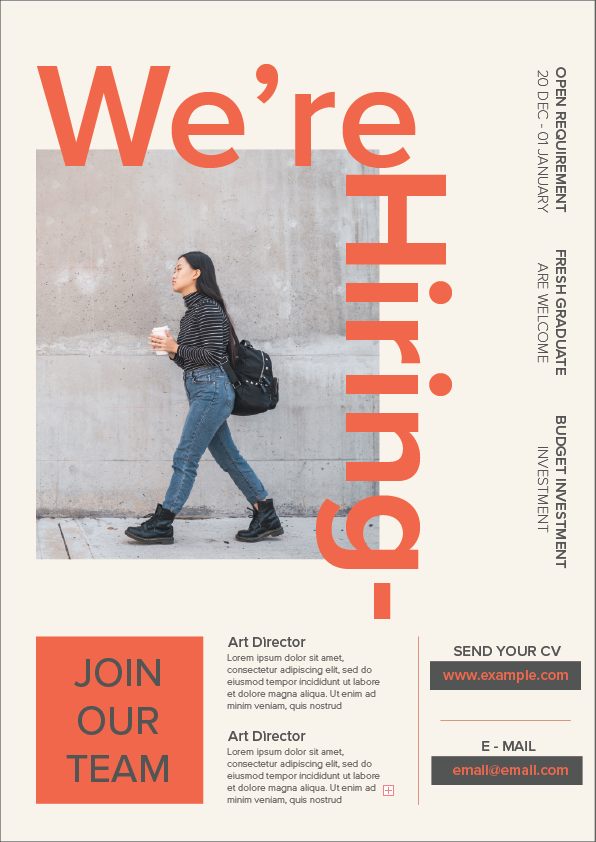 We're
Hiring-
OPEN REQUIREMENT
20 DEC - 01 JANUARY
FRESH GRADUATE
ARE WELCOME
BUDGET INVESTMENT
INVESTMENT
JOIN
OUR
TEAM
Art Director
Lorem ipsum dolor sit amet,
consectetur adipiscing elit, sed do
eiusmod tempor incididunt ut labore
et dolore magna aliqua. Ut enim ad
minim veniam, quis nostrud
Art Director
Lorem ipsum dolor sit amet,
consectetur adipiscing elit, sed do
eiusmod tempor incididunt ut labore
et dolore magna aliqua. Ut enim ad
minim veniam, quis nostrud
SEND YOUR CV
www.example.com
E - MAIL
email@email.com